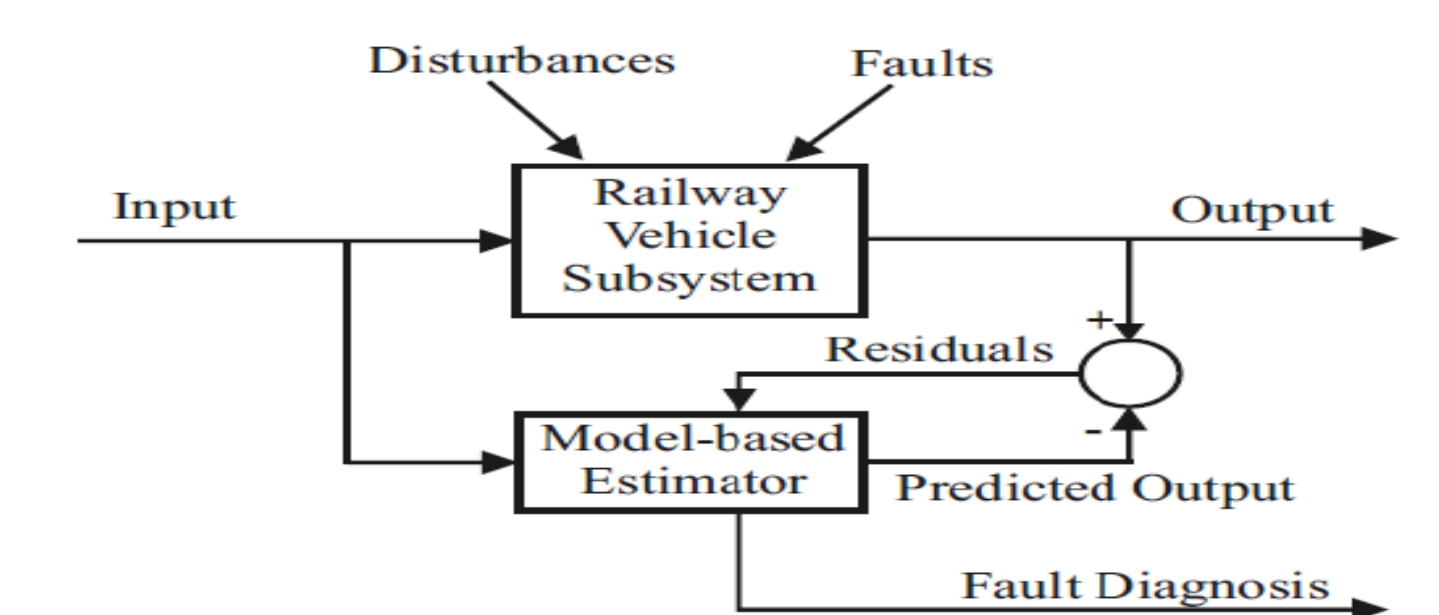 Disturbances
Faults
Input
Railway
Vehicle
Subsystem
Output
+
Residuals
-
Model-based
Estimator
Predicted Output
Fault Diagnosis